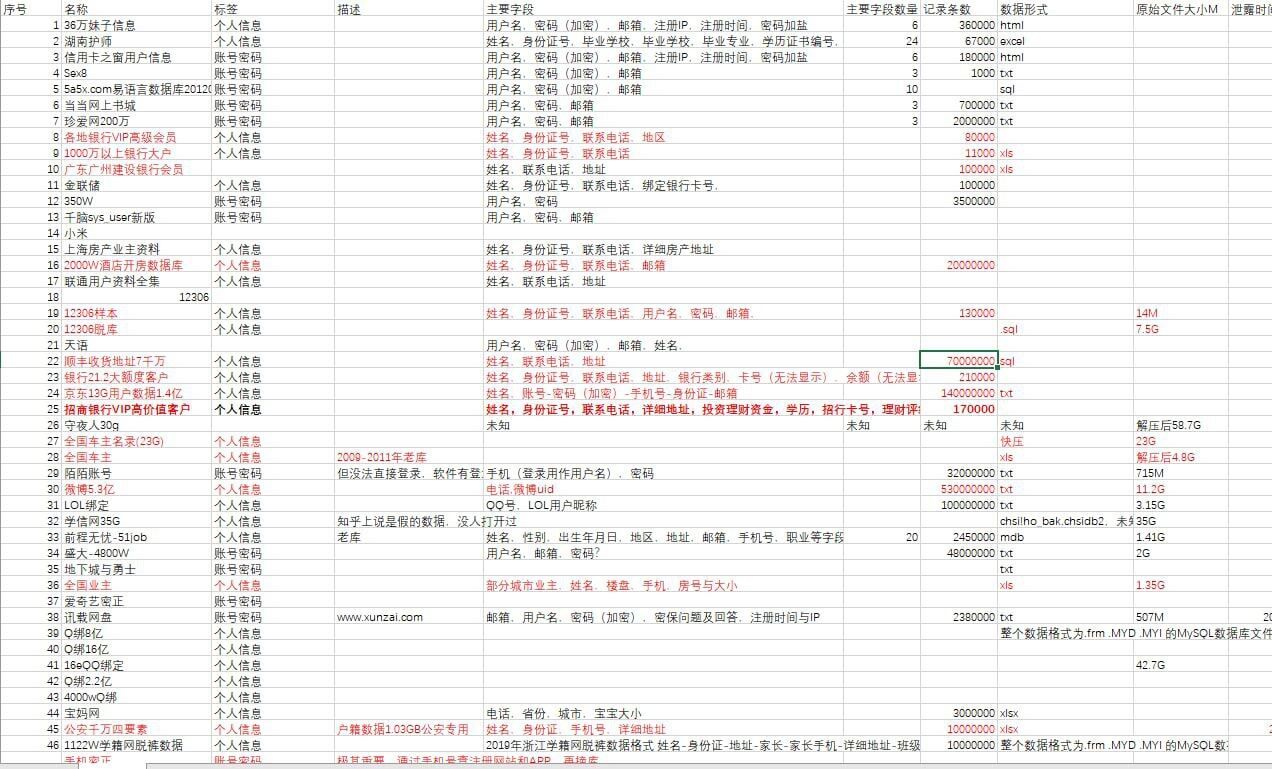 序号 名称 标签 描述 主要字段 主要字段数量 记录条数 数据形式 原始文件大小M 泄露时间
1 36万妹子信息 个人信息 用户名、密码（加密）、邮箱、注册IP、注册时间、密码加盐 6 360000 html
2 湖南护师 个人信息 姓名、身份证号、毕业学校、毕业学校、毕业专业、学历证书编号、 24 67000 excel
3 信用卡之窗用户信息 账号密码 用户名、密码（加密）、邮箱、注册IP、注册时间、密码加盐 6 180000 html
4 Sex8 账号密码 用户名、密码（加密）、邮箱 3 1000 txt
5 5a5x.com易语言数据库2012 账号密码 用户名、密码（加密）、邮箱 10 sql
6 当当网上书城 账号密码 用户名、密码、邮箱 3 700000 txt
7 珍爱网200万 账号密码 用户名、密码、邮箱 3 2000000 txt
8 各地银行VIP高级会员 个人信息 姓名、身份证号、联系电话、地区 80000
9 1000万以上银行大户 个人信息 姓名、身份证号、联系电话 11000 xls
10 广东广州建设银行会员 姓名、联系电话、地址 100000 xls
11 金联储 个人信息 姓名、身份证号、联系电话、绑定银行卡号、 100000
12 350W 账号密码 用户名、密码 3500000
13 千脑sys_user新版 账号密码 用户名、密码、邮箱
14 小米
15 上海房产业主资料 个人信息 姓名、身份证号、联系电话、详细房产地址
16 2000W酒店开房数据库 个人信息 姓名、身份证号、联系电话、邮箱 20000000
17 联通用户资料全集 个人信息 姓名、联系电话、地址
18 12306
19 12306样本 个人信息 姓名、身份证号、联系电话、用户名、密码、邮箱、 130000 14M
20 12306脱库 个人信息 .sql 7.5G
21 天语 用户名、密码（加密）、邮箱、姓名、
22 顺丰收货地址7千万 个人信息 姓名、联系电话、地址 70000000 sql
23 银行21.2大额度客户 个人信息 姓名、身份证号、联系电话、地址、银行类别、卡号（无法显示）、余额（无法显 210000
24 京东13G用户数据1.4亿 个人信息 姓名、账号-密码（加密）-手机号-身份证-邮箱 140000000 txt
25 招商银行VIP高价值客户 个人信息 姓名，身份证号，联系电话，详细地址，投资理财资金，学历，招行卡号，理财评 170000
26 守夜人30g 未知 未知 未知 未知 解压后58.7G
27 全国车主名录(23G) 个人信息 快压 23G
28 全国车主 个人信息 2009-2011年老库 xls 解压后4.8G
29 陌陌账号 账号密码 但没法直接登录，软件有登 手机（登录用作用户名）、密码 32000000 txt 715M
30 微博5.3亿 个人信息 电话,微博uid 530000000 txt 11.2G
31 LOL绑定 个人信息 QQ号、LOL用户昵称 100000000 txt 3.15G
32 学信网35G 个人信息 知乎上说是假的数据，没人打开过 chsi!ho_bak.chsidb2，未知 35G
33 前程无忧-51job 个人信息 老库 姓名、性别、出生年月日、地区、地址、邮箱、手机号、职业等字段 20 2450000 mdb 1.41G
34 盛大-4800W 账号密码 用户名、邮箱、密码? 48000000 txt 2G
35 地下城与勇士 账号密码 txt
36 全国业主 个人信息 部分城市业主、姓名、楼盘、手机、房号与大小 xls 1.35G
37 爱奇艺密正 账号密码
38 讯载网盘 账号密码 www.xunzai.com 邮箱、用户名、密码（加密）、密保问题及回答、注册时间与IP 2380000 txt 507M 20
39 Q绑8亿 个人信息 整个数据格式为.frm .MYD .MYI 的MySQL数据库文件
40 Q绑16亿 个人信息
41 16eQQ绑定 个人信息 42.7G
42 Q绑2.2亿 个人信息
43 4000wQ绑 个人信息
44 宝妈网 个人信息 电话、省份、城市、宝宝大小 3000000 xlsx
45 公安千万四要素 个人信息 户籍数据1.03GB公安专用 姓名、身份证、手机号、详细地址 10000000 xlsx 2
46 1122W学籍网脱裤数据 个人信息 2019年浙江学籍网脱裤数据格式 姓名-身份证-地址-家长-家长手机-详细地址-班级 10000000 整个数据格式为.frm .MYD .MYI 的MySQL数
手机密正 账号密码 极其重要，通过手机号查注册网站和APP，再撞库